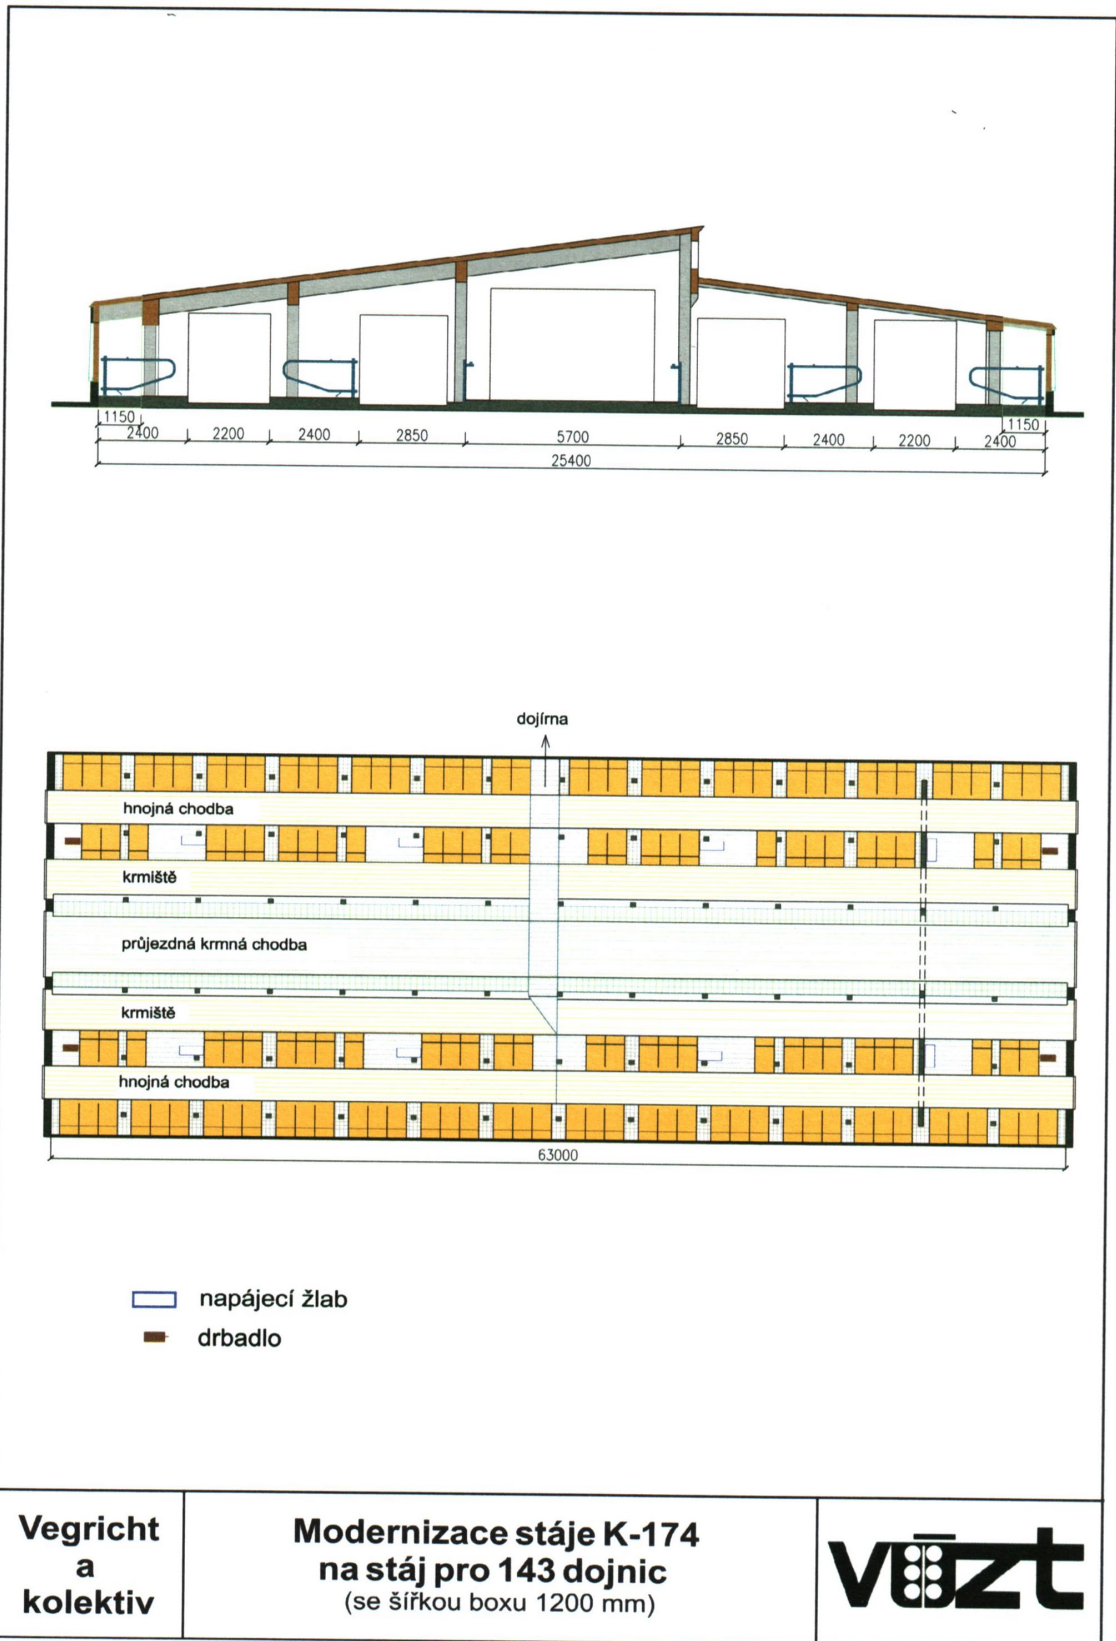 1150
1150
2400
2200
2400
2850
5700
2850
2400
2200
2400
25400
dojírna
hnojná chodba
krmiště
průjezdná krmná chodba
krmiště
hnojná chodba
63000
napájecí žlab
drbadlo
Vegricht
a
kolektiv
Modernizace stáje K-174
na stáj pro 143 dojnic
(se šířkou boxu 1200 mm)
vúzt